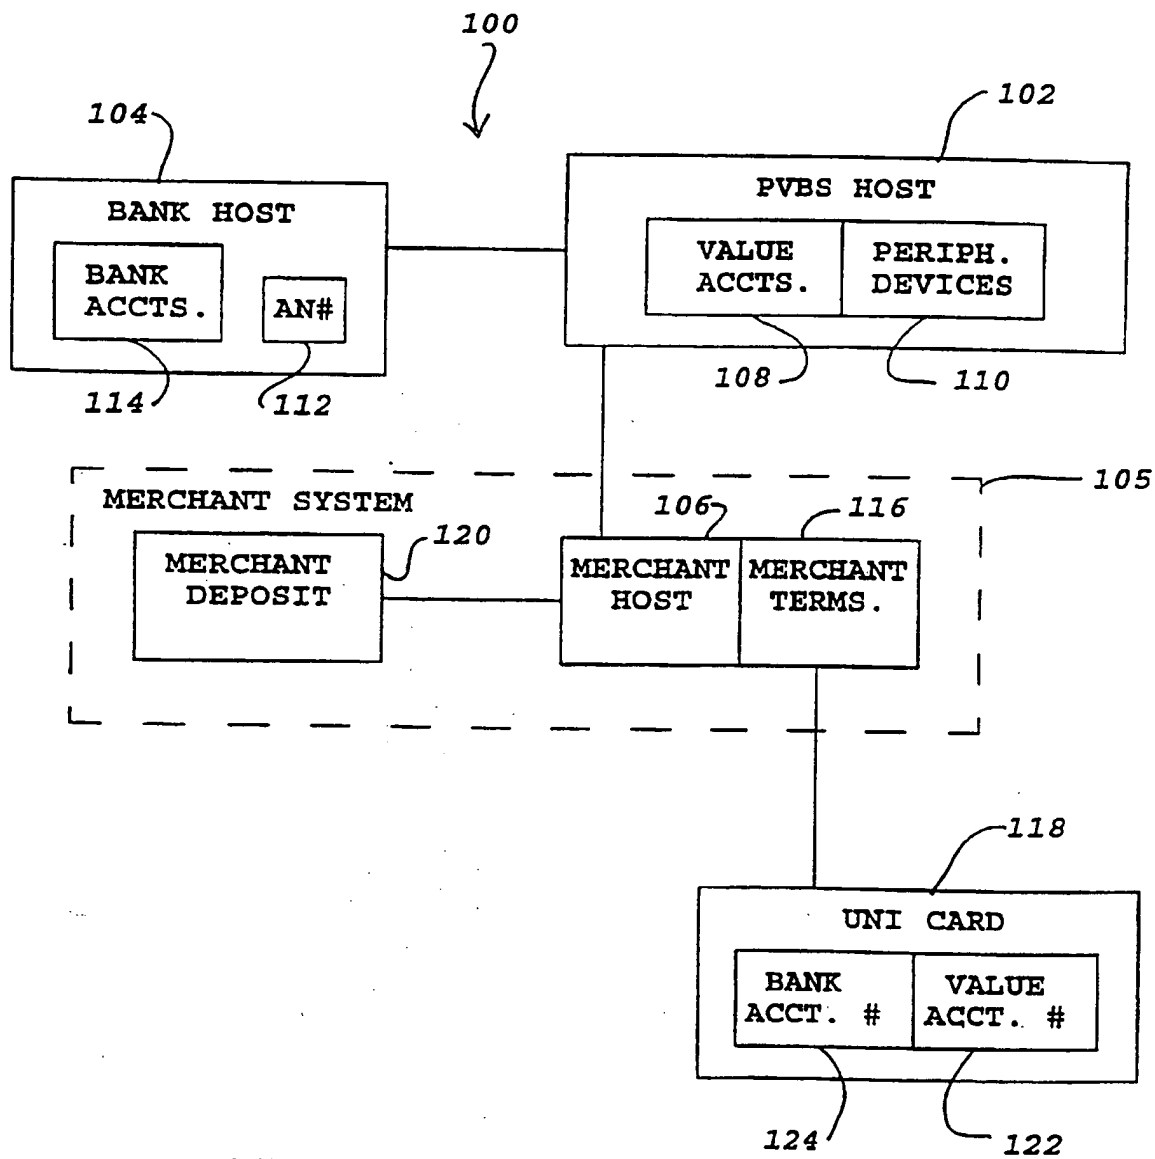 100
104
102
BANK HOST
PVBS HOST
BANK
ACCTS.
AN#
VALUE
ACCTS.
PERIPH.
DEVICES
114
112
108
110
105
MERCHANT SYSTEM
106
116
120
MERCHANT
DEPOSIT
MERCHANT
HOST
MERCHANT
TERMS.
118
UNI CARD
BANK
ACCT. #
VALUE
ACCT. #
124
122